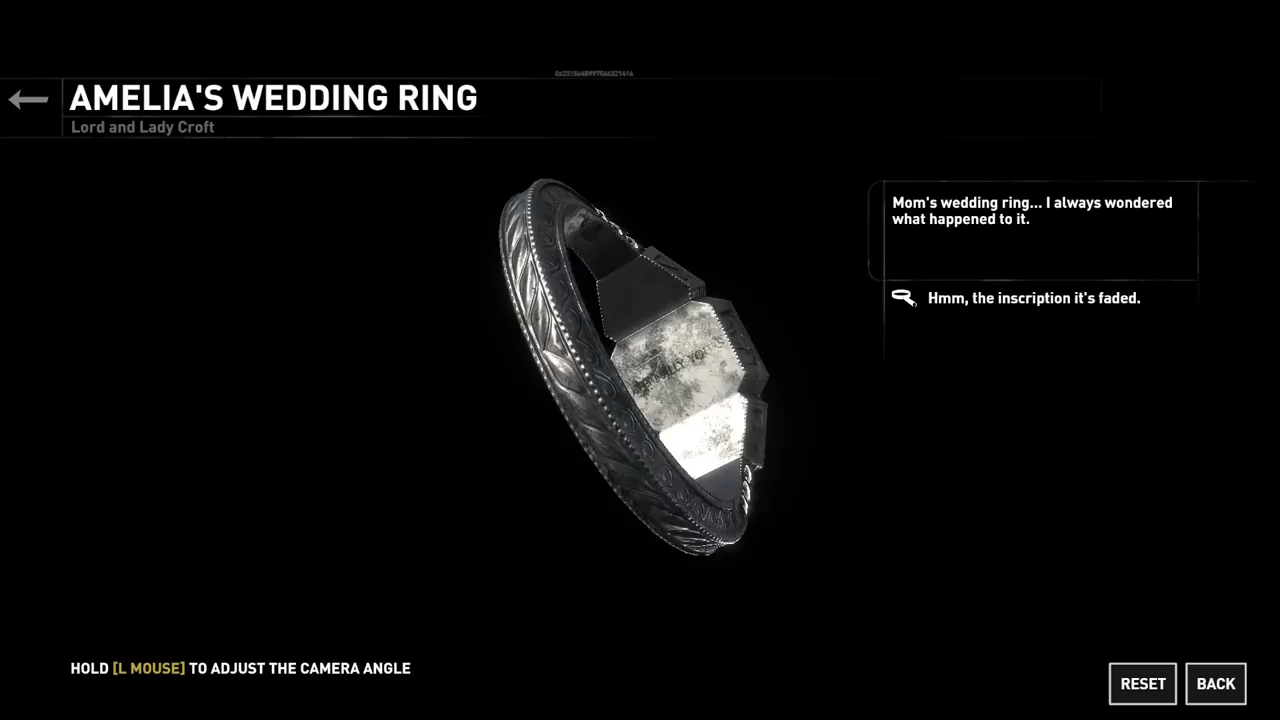 AMELIA'S WEDDING RING
Lord and Lady Croft
Mom's wedding ring... I always wondered
what happened to it.
Hmm, the inscription it's faded.
YOURS
HOLD [L MOUSE] TO ADJUST THE CAMERA ANGLE
RESET
BACK